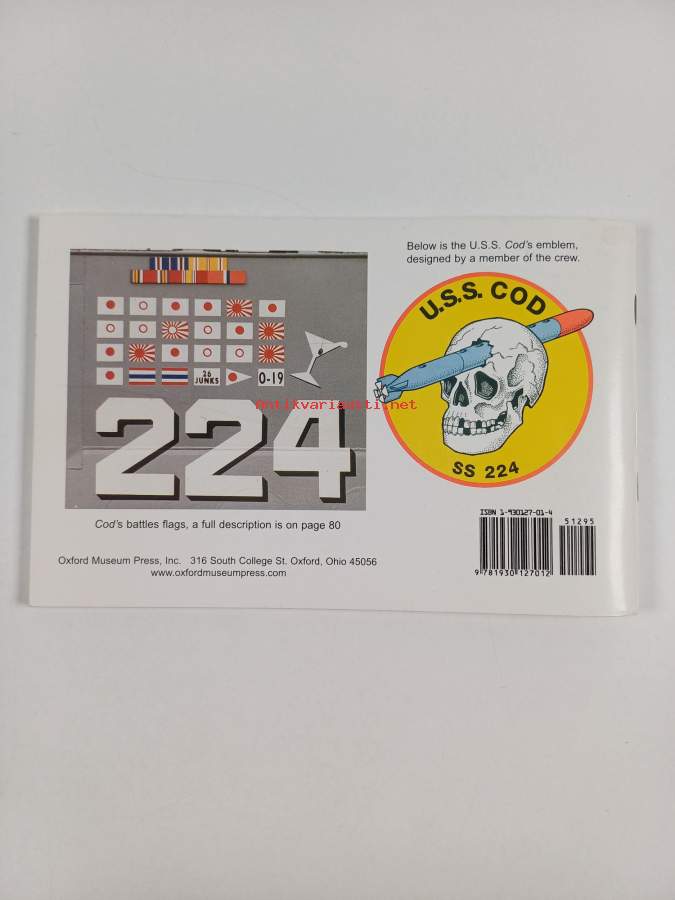 Below is the U.S.S. Cod's emblem,
designed by a member of the crew.
U.S.S. COD
SS 224
26
JUNKS
O-19
224
antikvariaatti.net
Cod's battles flags, a full description is on page 80
Oxford Museum Press, Inc. 316 South College St. Oxford, Ohio 45056
www.oxfordmuseumpress.com
ISBN 1-930127-01-4
51295
9 781930 127012